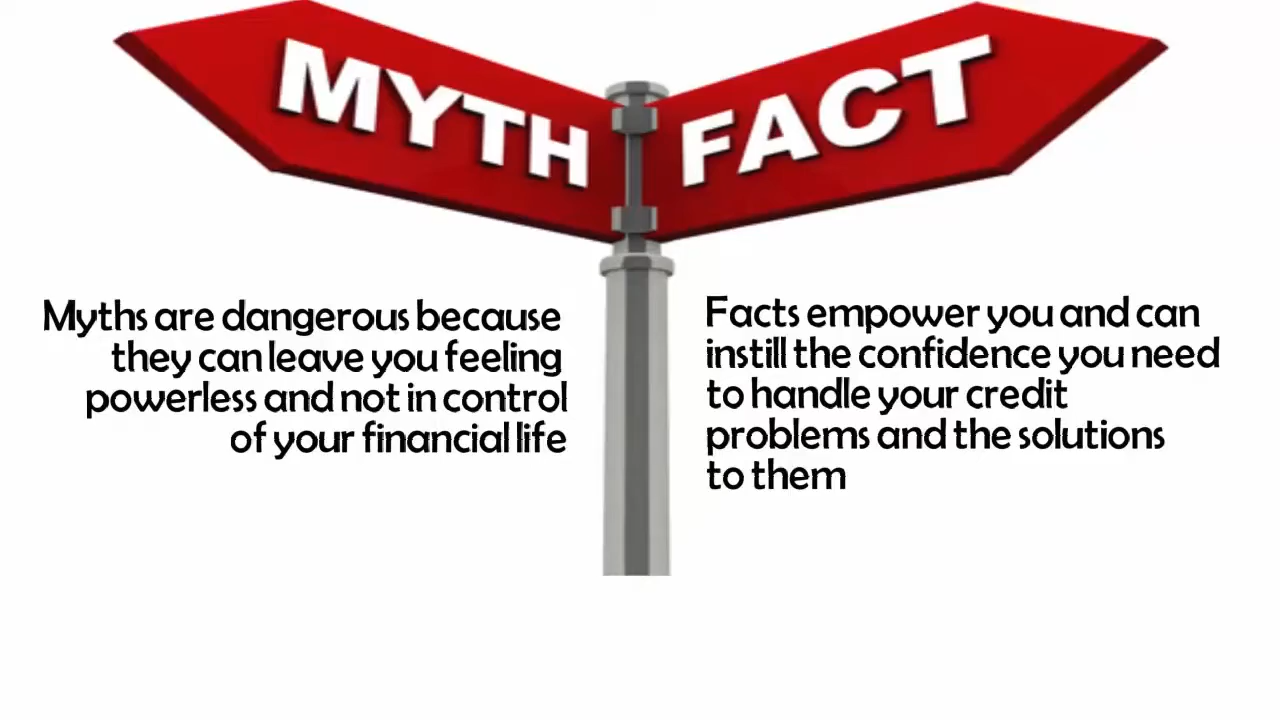 MYTH
FACT
Myths are dangerous because
they can leave you feeling
powerless and not in control
of your financial life
Facts empower you and can
instill the confidence you need
to handle your credit
problems and the solutions
to them